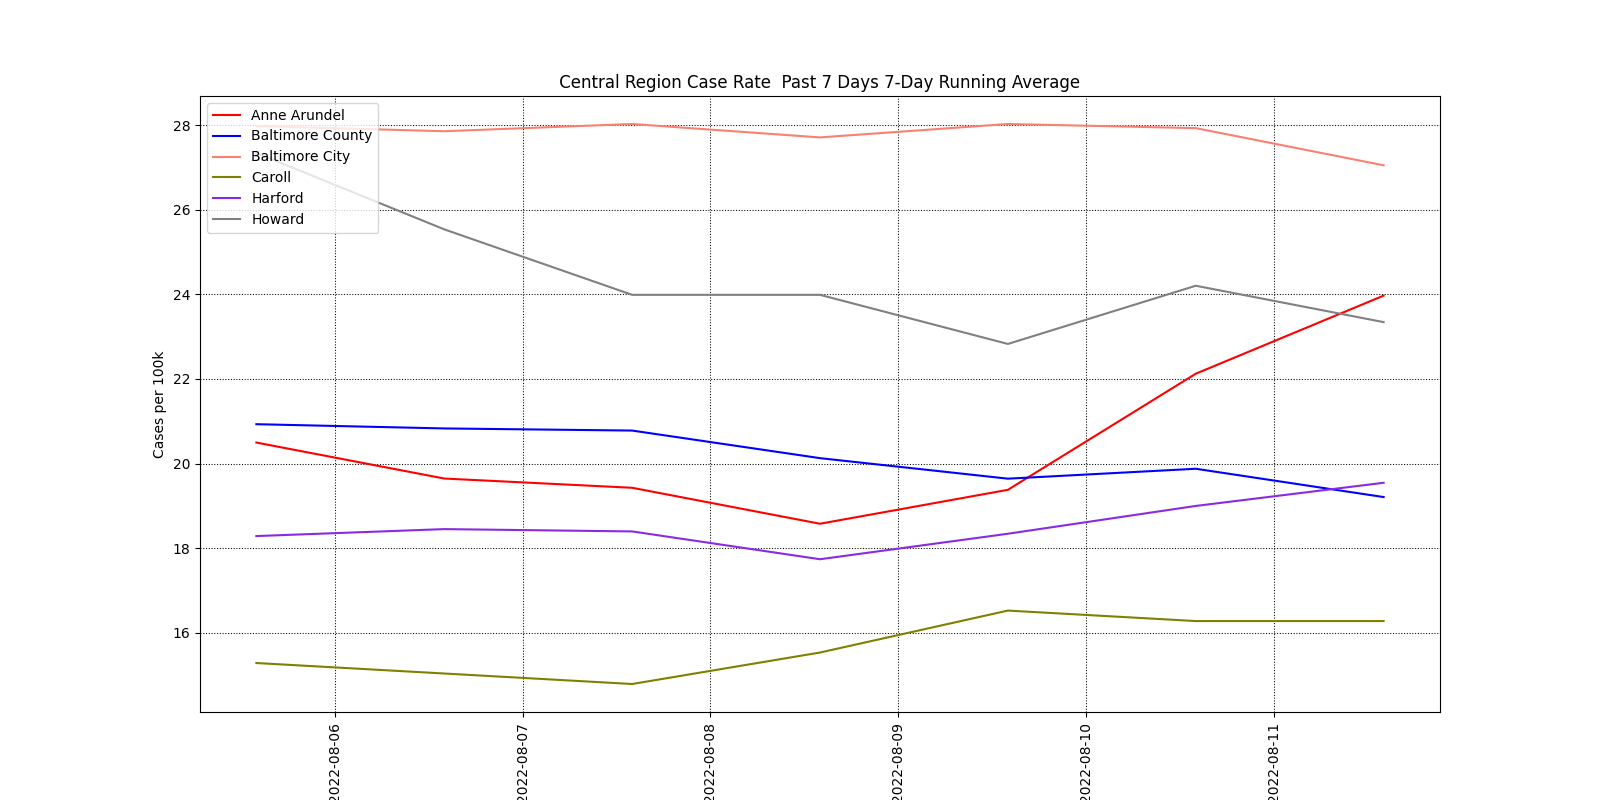 Central Region Case Rate  Past 7 Days 7-Day Running Average
Anne Arundel
Baltimore County
Baltimore City
Caroll
Harford
Howard
Cases per 100k
28
26
24
22
20
18
16
2022-08-06
2022-08-07
2022-08-08
2022-08-09
2022-08-10
2022-08-11